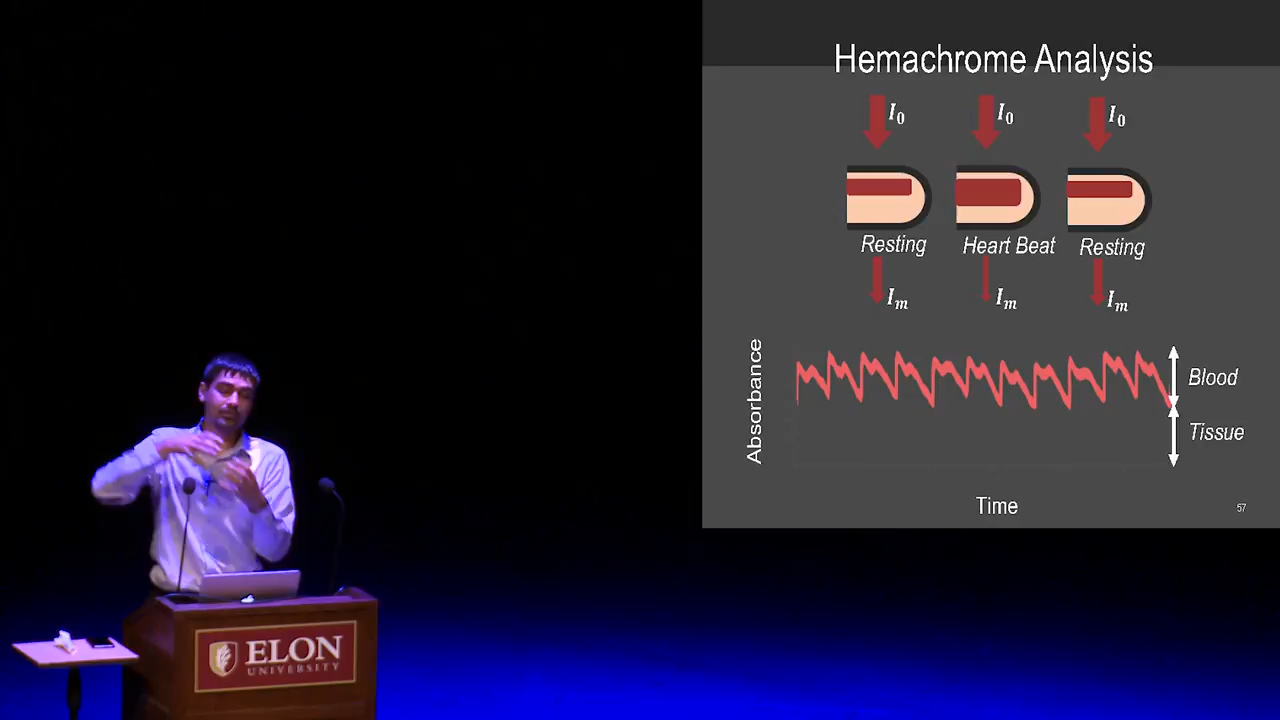 Hemachrome Analysis
I₀ I₀ I₀
Resting Heart Beat Resting
Iₘ Iₘ Iₘ
Absorbance
Blood
Tissue
Time
57
ELON
UNIVERSITY